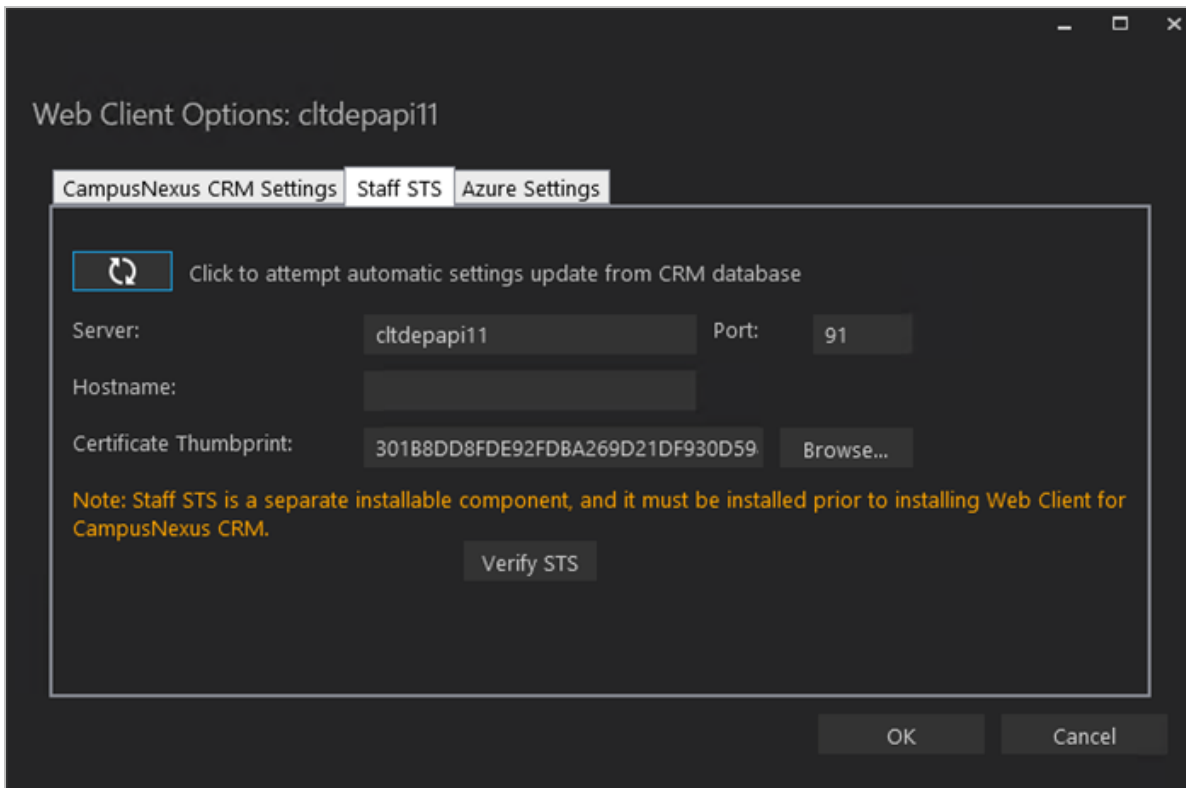 Web Client Options: cltdepapi11
CampusNexus CRM Settings Staff STS Azure Settings
Click to attempt automatic settings update from CRM database
Server: cltdepapi11 Port: 91
Hostname:
Certificate Thumbprint: 301B8DD8FDE92FDBA269D21DF930D59 Browse...
Note: Staff STS is a separate installable component, and it must be installed prior to installing Web Client for
CampusNexus CRM.
Verify STS
OK Cancel